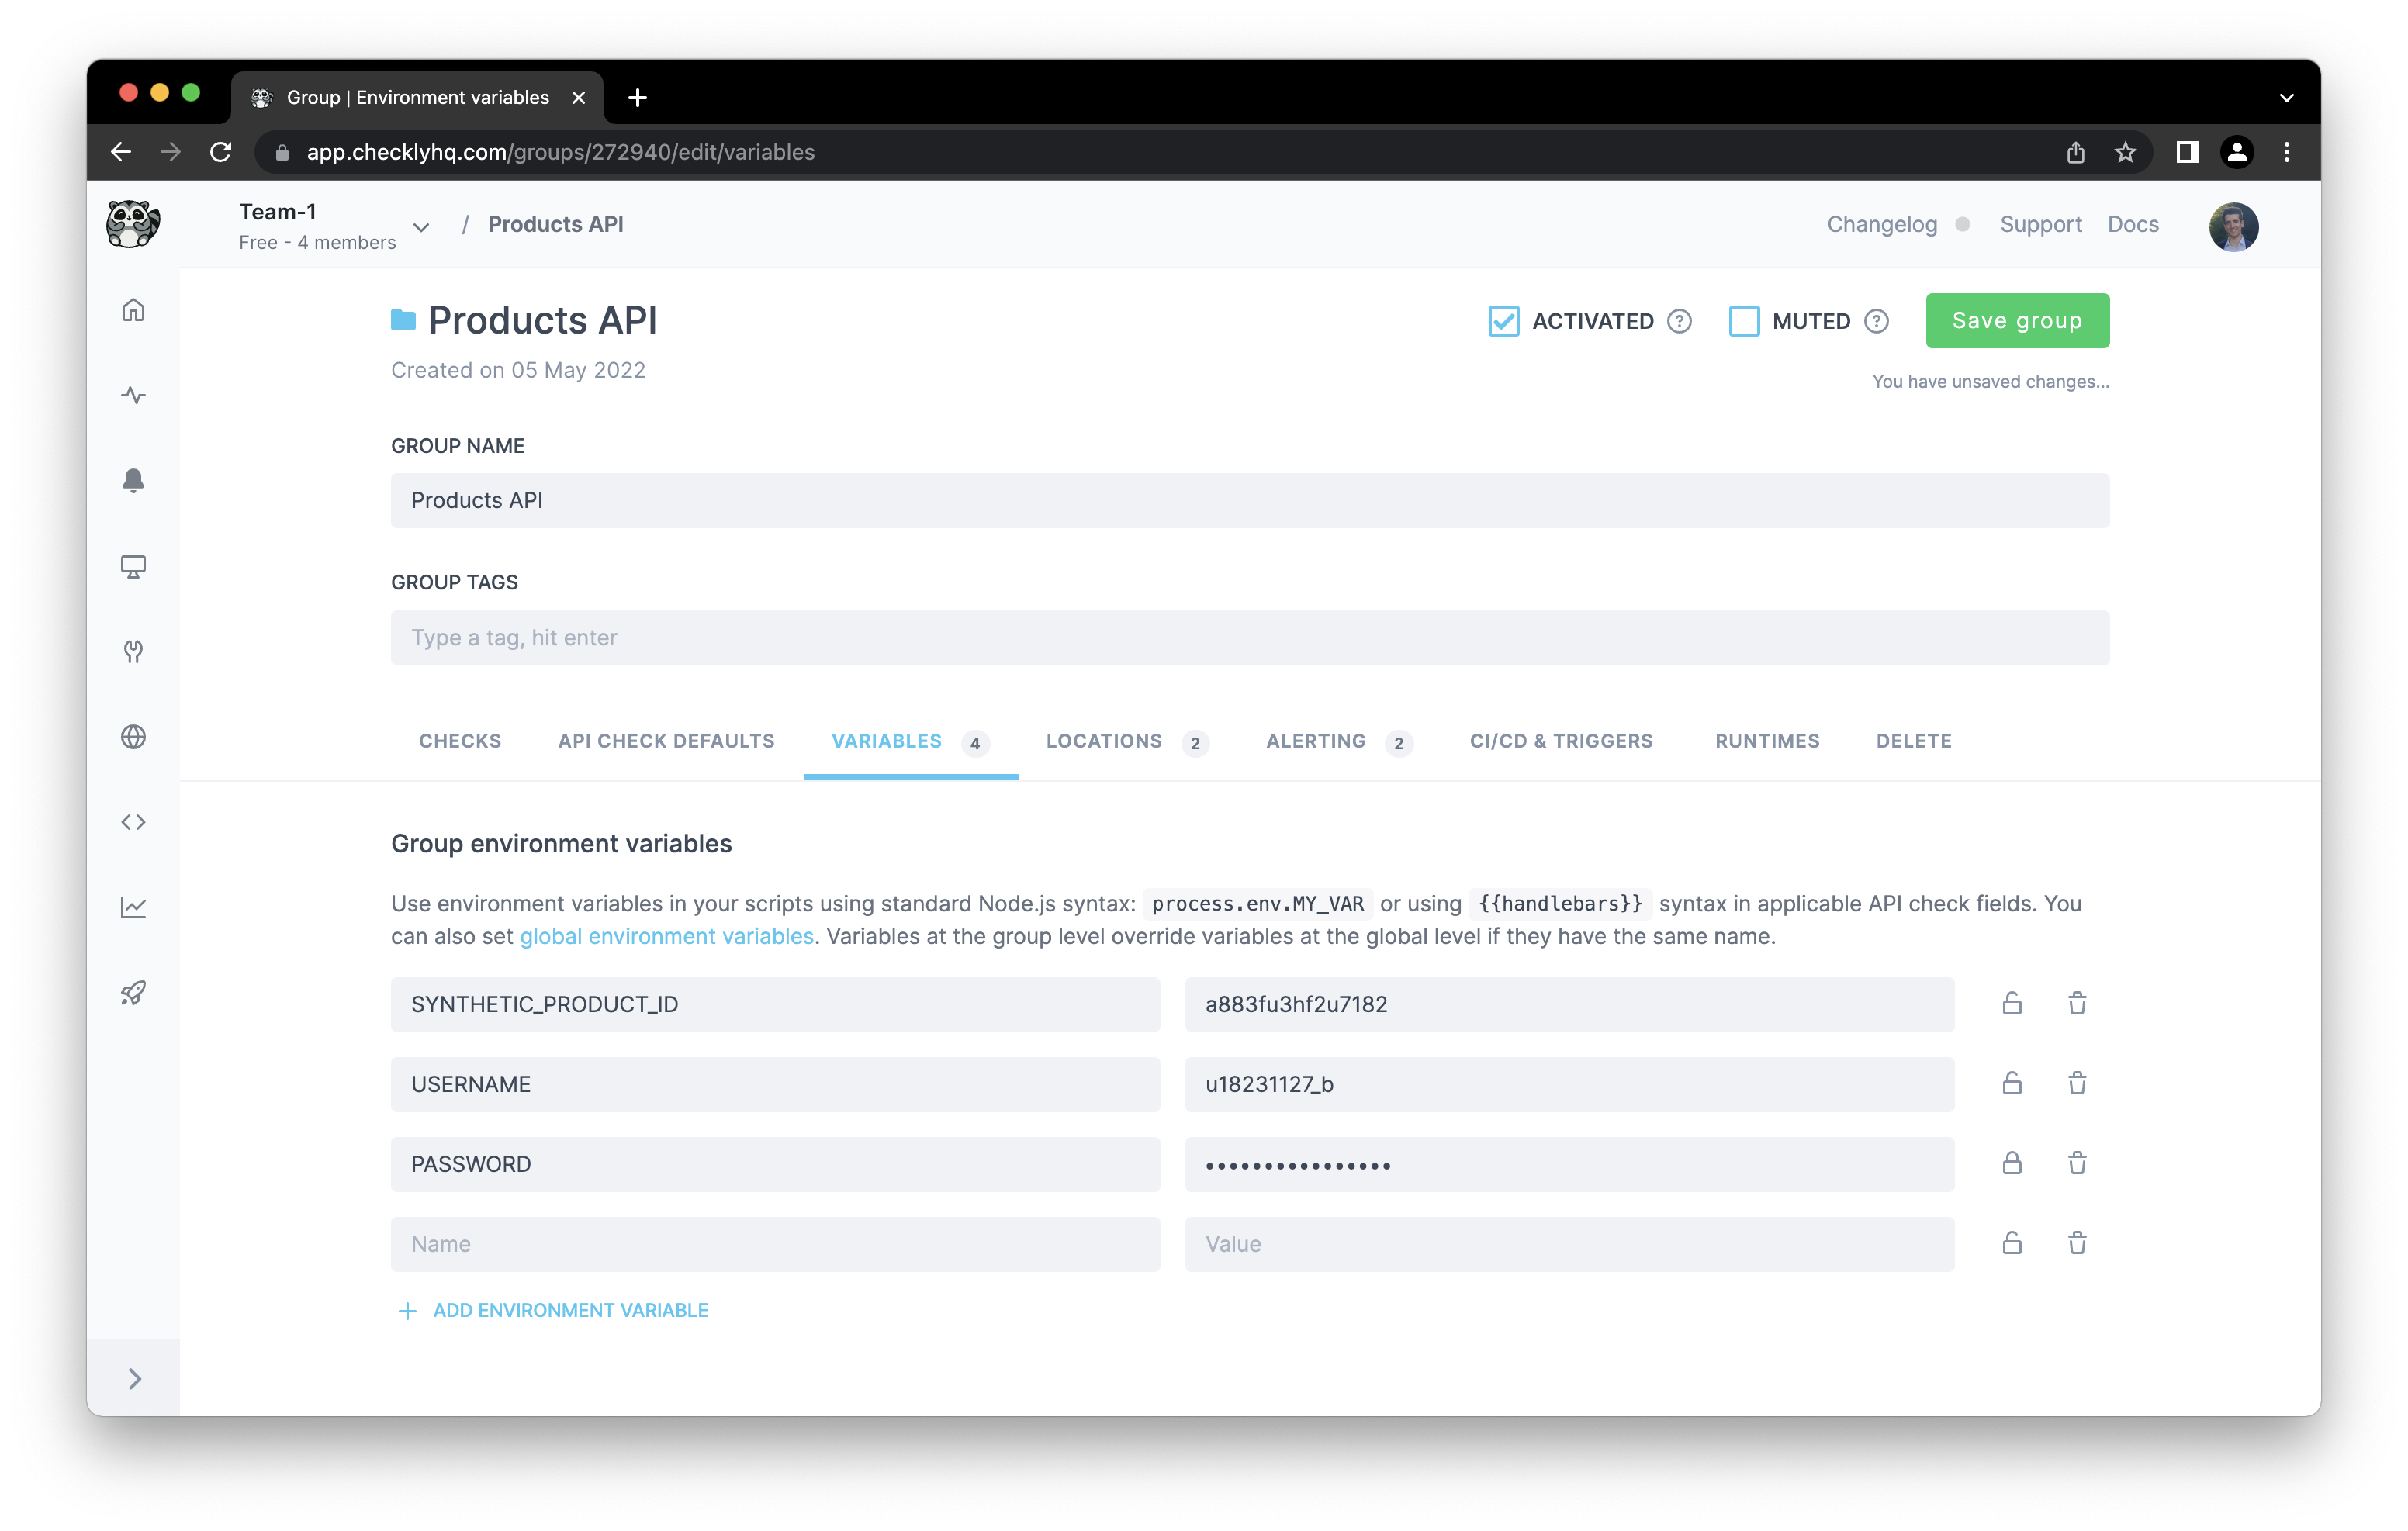 Group | Environment variables
app.checklyhq.com/groups/272940/edit/variables
Team-1
Free - 4 members
/ Products API
Changelog
Support
Docs
Products API
ACTIVATED ?
MUTED ?
Save group
Created on 05 May 2022
You have unsaved changes...
GROUP NAME
Products API
GROUP TAGS
Type a tag, hit enter
CHECKS
API CHECK DEFAULTS
VARIABLES 4
LOCATIONS 2
ALERTING 2
CI/CD & TRIGGERS
RUNTIMES
DELETE
Group environment variables
Use environment variables in your scripts using standard Node.js syntax: process.env.MY_VAR or using {{handlebars}} syntax in applicable API check fields. You
can also set global environment variables. Variables at the group level override variables at the global level if they have the same name.
SYNTHETIC_PRODUCT_ID
a883fu3hf2u7182
USERNAME
u18231127_b
PASSWORD
••••••••••••••••
Name
Value
+ ADD ENVIRONMENT VARIABLE